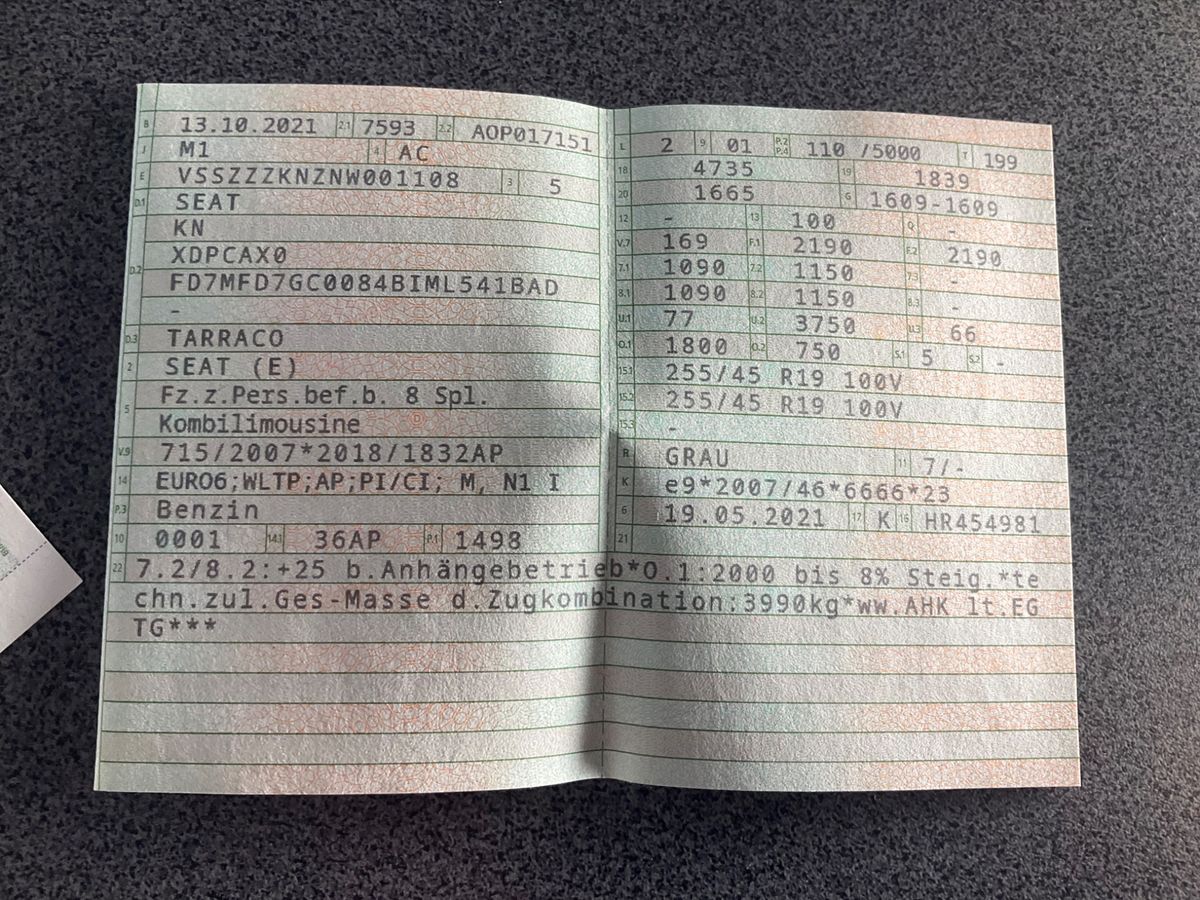 B 13.10.2021 2.1 7593 2.2 AOP017151
J M1 4 AC
E VSSZZZKNZNW001108 3 5
D.1 SEAT
KN
D.2 XDPCAX0
FD7MFD7GC0084BIML541BAD
-
D.3 TARRACO
2 SEAT (E)
5 Fz.z.Pers.bef.b. 8 Spl.
Kombilimousine
V.9 715/2007*2018/1832AP
14 EURO6;WLTP;AP;PI/CI; M, N1 I
P.3 Benzin
10 0001 14.1 36AP P.1 1498
L 2 9 01 P.2 P.4 110 /5000 T 199
18 4735 19 1839
20 1665 G 1609-1609
12 - 13 100 Q -
V.7 169 F.1 2190 F.2 2190
7.1 1090 7.2 1150 7.3 -
8.1 1090 8.2 1150 8.3 -
U.1 77 U.2 3750 U.3 66
O.1 1800 O.2 750 S.1 5 S.2 -
15.1 255/45 R19 100V
15.2 255/45 R19 100V
15.3 -
R GRAU 11 7/-
K e9*2007/46*6666*23
6 19.05.2021 17 K 16 HR454981
21
22 7.2/8.2:+25 b.Anhängebetrieb*O.1:2000 bis 8% Steig.*te
chn.zul.Ges-Masse d.Zugkombination:3990kg*ww.AHK lt.EG
TG***